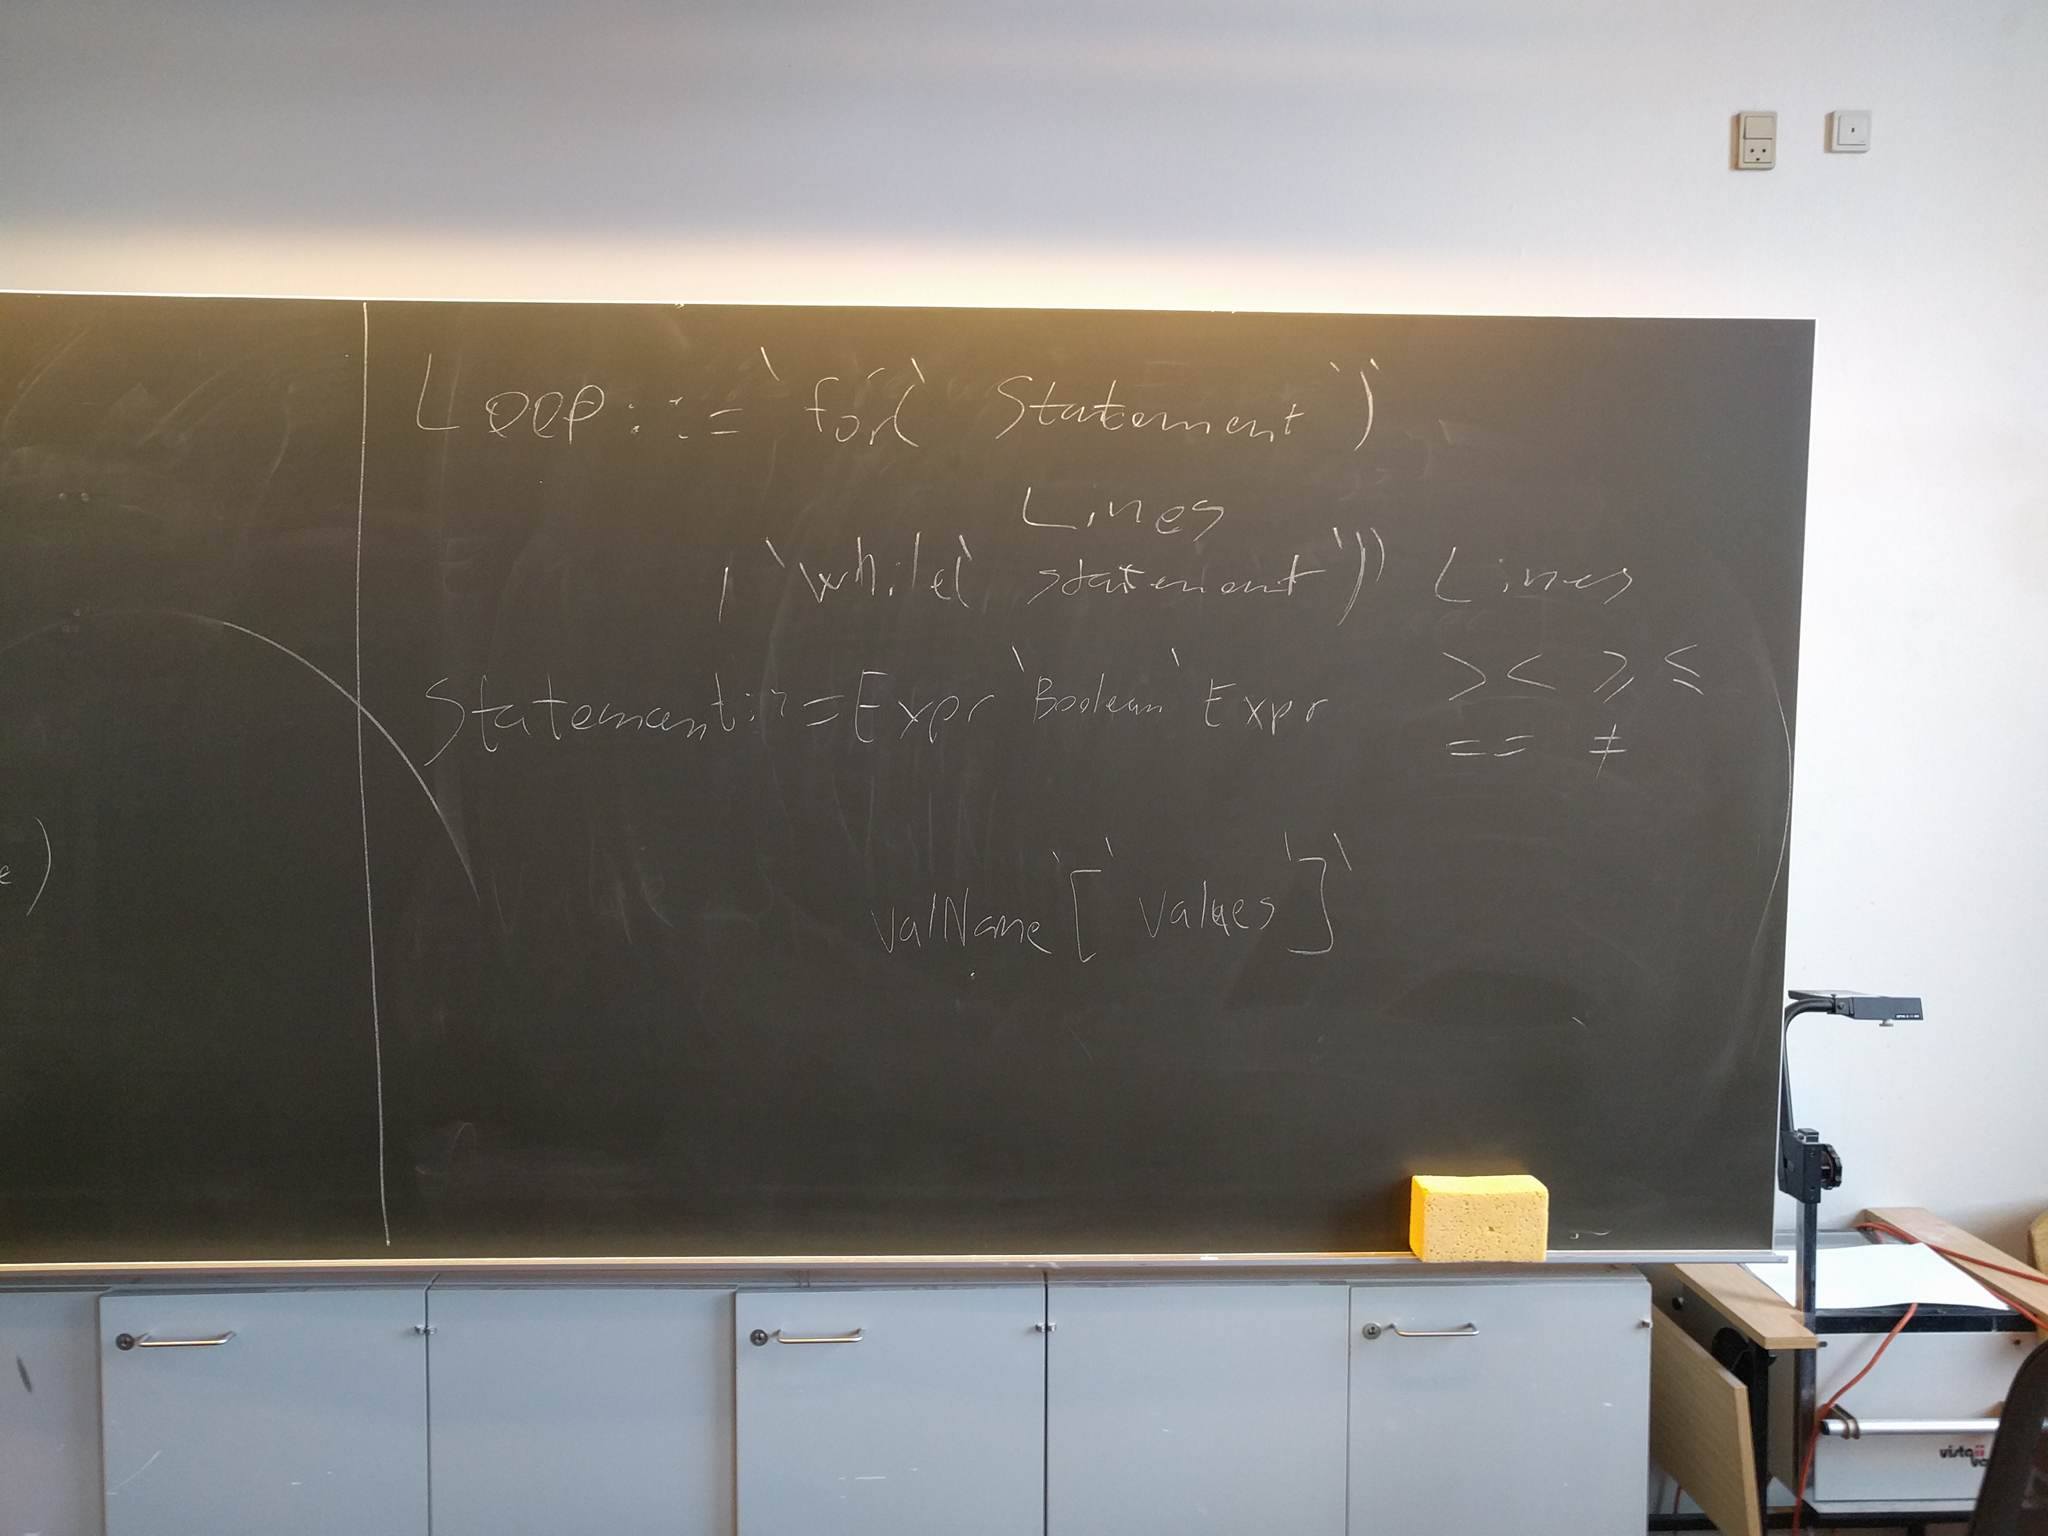 Loop ::= `for(` Statement `)`
Lines
| `while(` statement `)` Lines
Statement ::= Expr `Boolean` Expr
> < ≥ ≤
== ≠
valName `[` values `]`
e)
vista